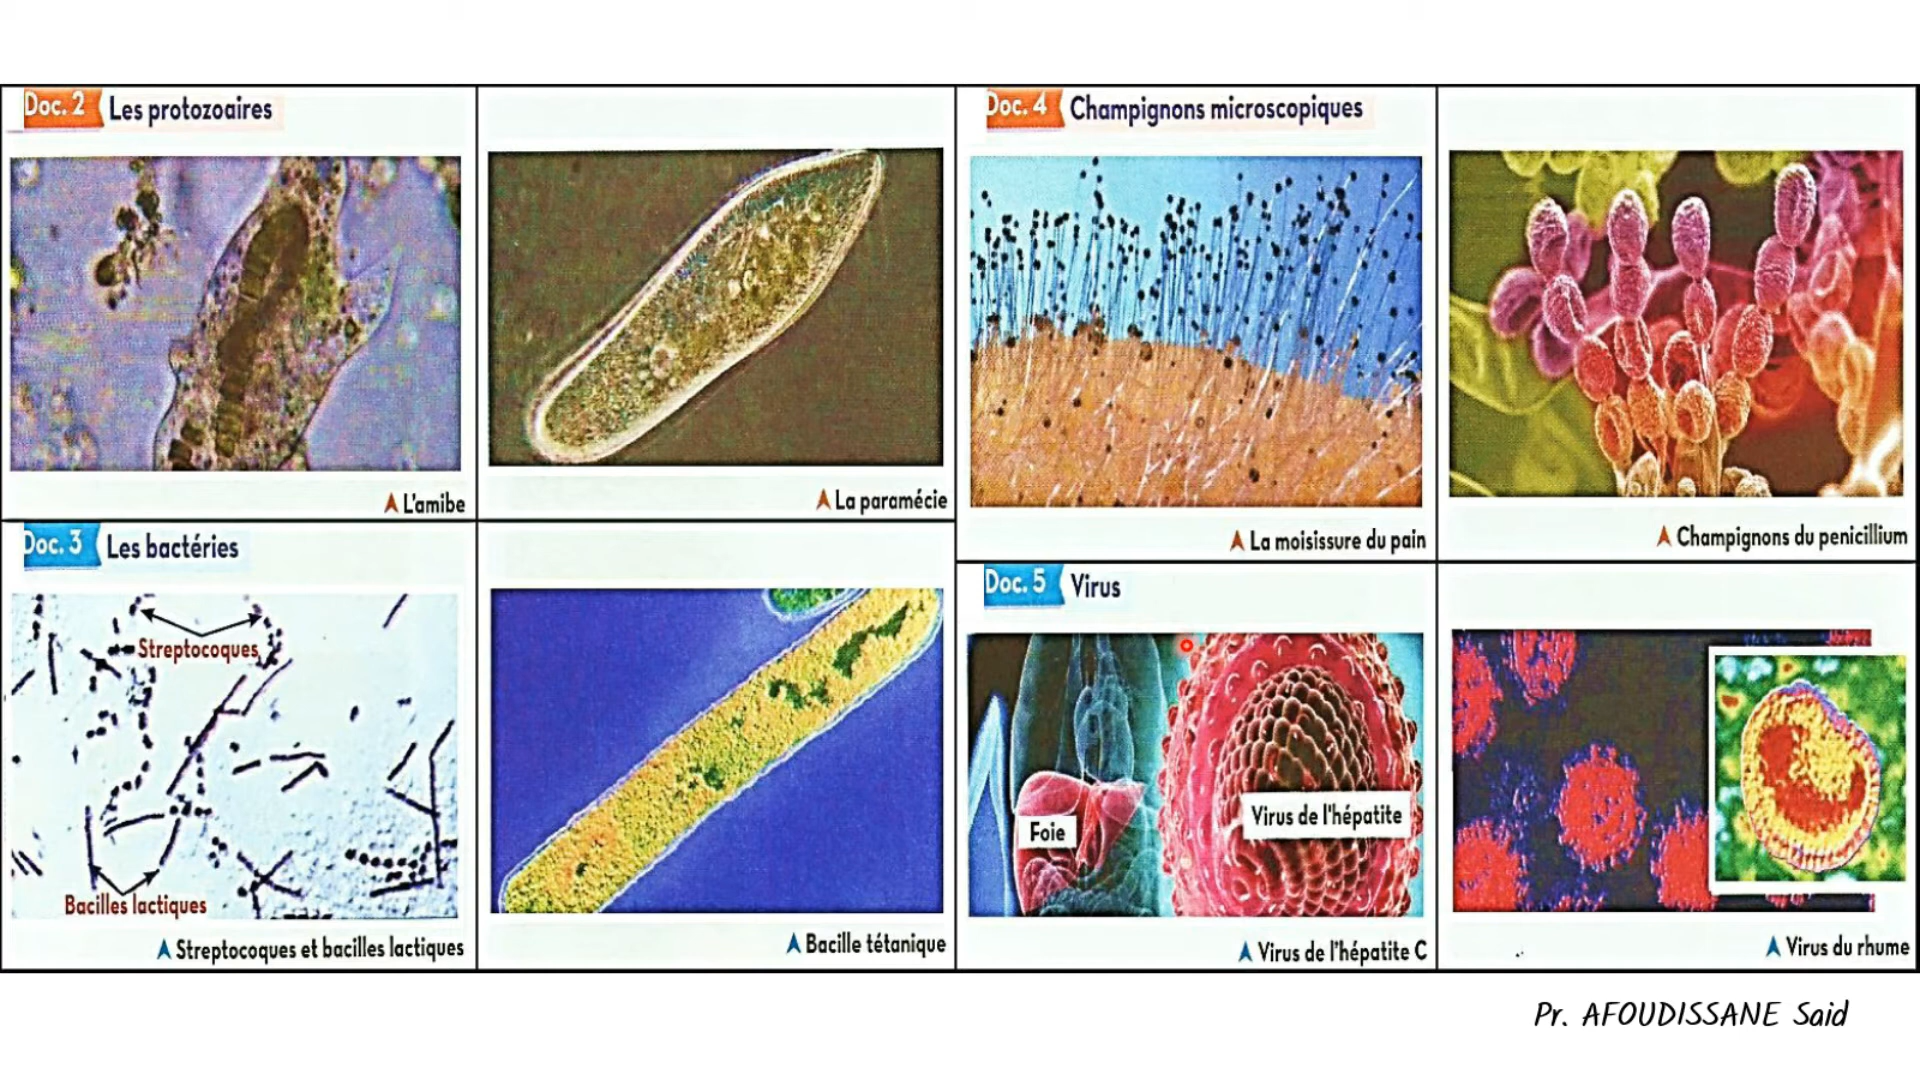 Doc. 2 Les protozoaires
L'amibe
La paramécie
Doc. 4 Champignons microscopiques
La moisissure du pain
Champignons du penicillium
Doc. 3 Les bactéries
Streptocoques
Bacilles lactiques
Streptocoques et bacilles lactiques
Bacille tétanique
Doc. 5 Virus
Foie
Virus de l'hépatite
Virus de l'hépatite C
Virus du rhume
Pr. AFOUDISSANE Said